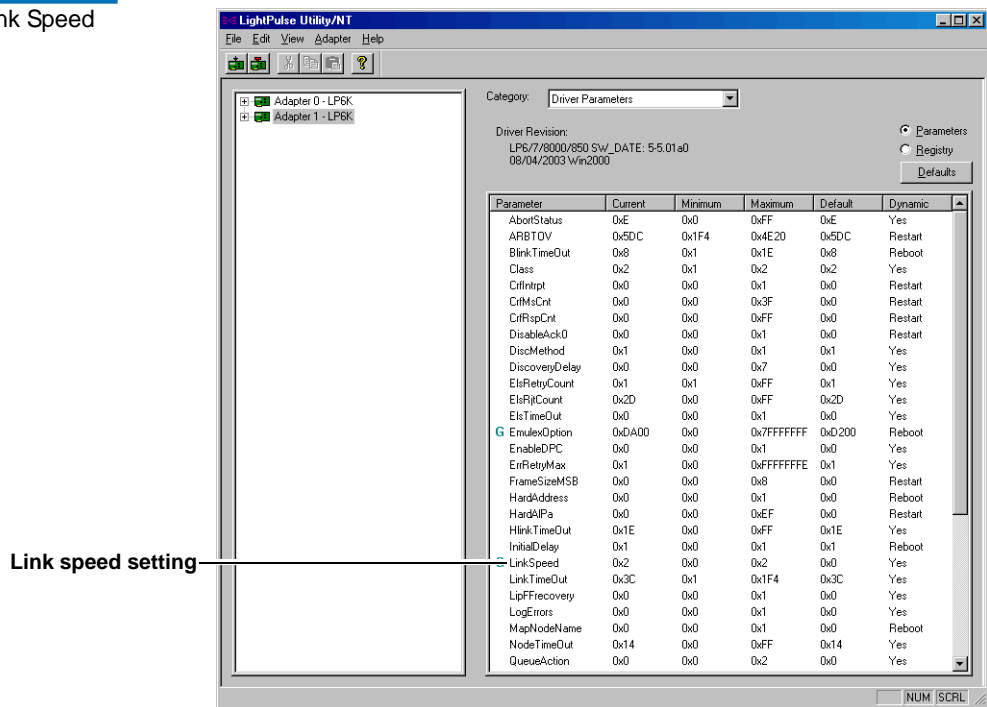 nk Speed
LightPulse Utility/NT
File Edit View Adapter Help
Adapter 0 - LP6K
Adapter 1 - LP6K
Category: Driver Parameters
Driver Revision:
LP6/7/8000/850 SW_DATE: 5-5.01a0
08/04/2003 Win2000
Parameters
Registry
Defaults
Parameter Current Minimum Maximum Default Dynamic
AbortStatus 0xE 0x0 0xFF 0xE Yes
ARBTOV 0x5DC 0x1F4 0x4E20 0x5DC Restart
BlinkTimeOut 0x8 0x1 0x1E 0x8 Reboot
Class 0x2 0x1 0x2 0x2 Yes
CrfIntrpt 0x0 0x0 0x1 0x0 Restart
CrfMsCnt 0x0 0x0 0x3F 0x0 Restart
CrfRspCnt 0x0 0x0 0xFF 0x0 Restart
DisableAck0 0x0 0x0 0x1 0x0 Restart
DiscMethod 0x1 0x0 0x1 0x1 Yes
DiscoveryDelay 0x0 0x0 0x7 0x0 Yes
ElsRetryCount 0x1 0x1 0xFF 0x1 Yes
ElsRjtCount 0x2D 0x0 0xFF 0x2D Yes
ElsTimeOut 0x0 0x0 0x1 0x0 Yes
G EmulexOption 0xDA00 0x0 0x7FFFFFFF 0xD200 Reboot
EnableDPC 0x0 0x0 0x1 0x0 Yes
ErrRetryMax 0x1 0x0 0xFFFFFFFE 0x1 Yes
FrameSizeMSB 0x0 0x0 0x8 0x0 Restart
HardAddress 0x0 0x0 0x1 0x0 Reboot
HardAlPa 0x0 0x0 0xEF 0x0 Restart
HlinkTimeOut 0x1E 0x0 0xFF 0x1E Yes
InitialDelay 0x1 0x0 0x1 0x1 Reboot
Link speed setting G LinkSpeed 0x2 0x0 0x2 0x0 Yes
LinkTimeOut 0x3C 0x1 0x1F4 0x3C Yes
LipFFrecovery 0x0 0x0 0x1 0x0 Yes
LogErrors 0x0 0x0 0x1 0x0 Yes
MapNodeName 0x0 0x0 0x1 0x0 Reboot
NodeTimeOut 0x14 0x0 0xFF 0x14 Yes
QueueAction 0x0 0x0 0x2 0x0 Yes
NUM SCRL